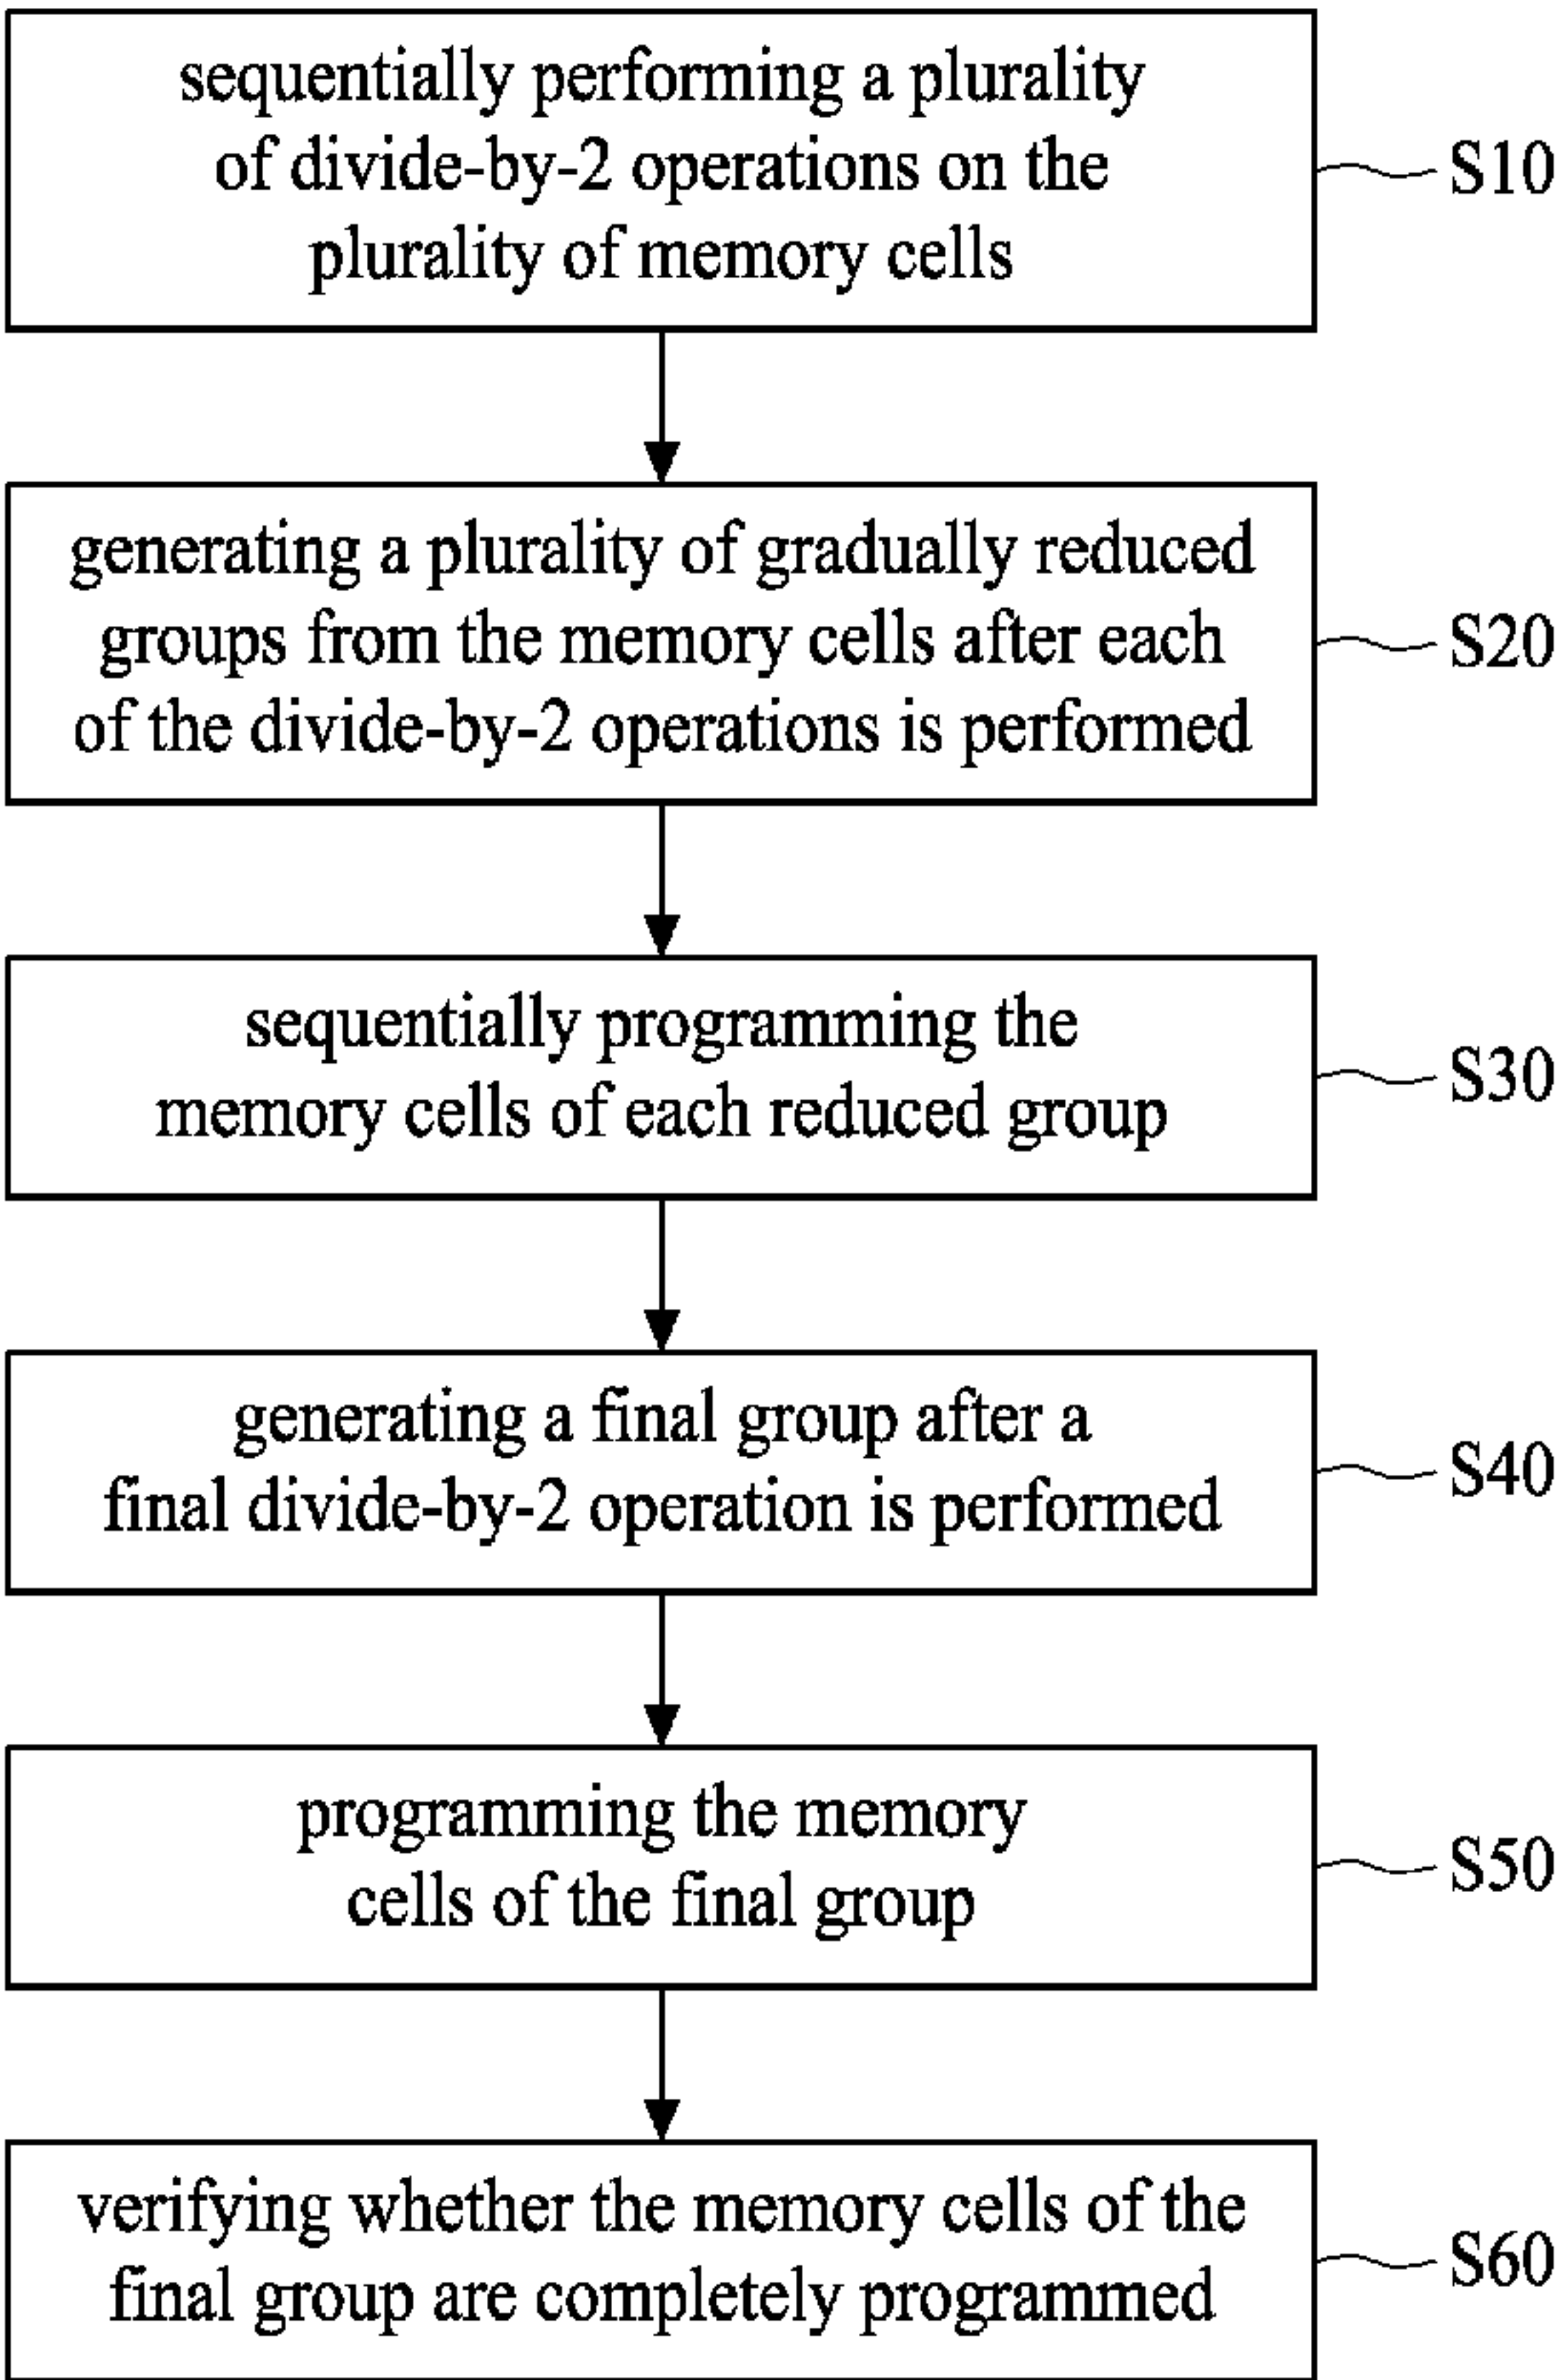 sequentially performing a plurality
of divide-by-2 operations on the
plurality of memory cells
S10
generating a plurality of gradually reduced
groups from the memory cells after each
of the divide-by-2 operations is performed
S20
sequentially programming the
memory cells of each reduced group
S30
generating a final group after a
final divide-by-2 operation is performed
S40
programming the memory
cells of the final group
S50
verifying whether the memory cells of the
final group are completely programmed
S60